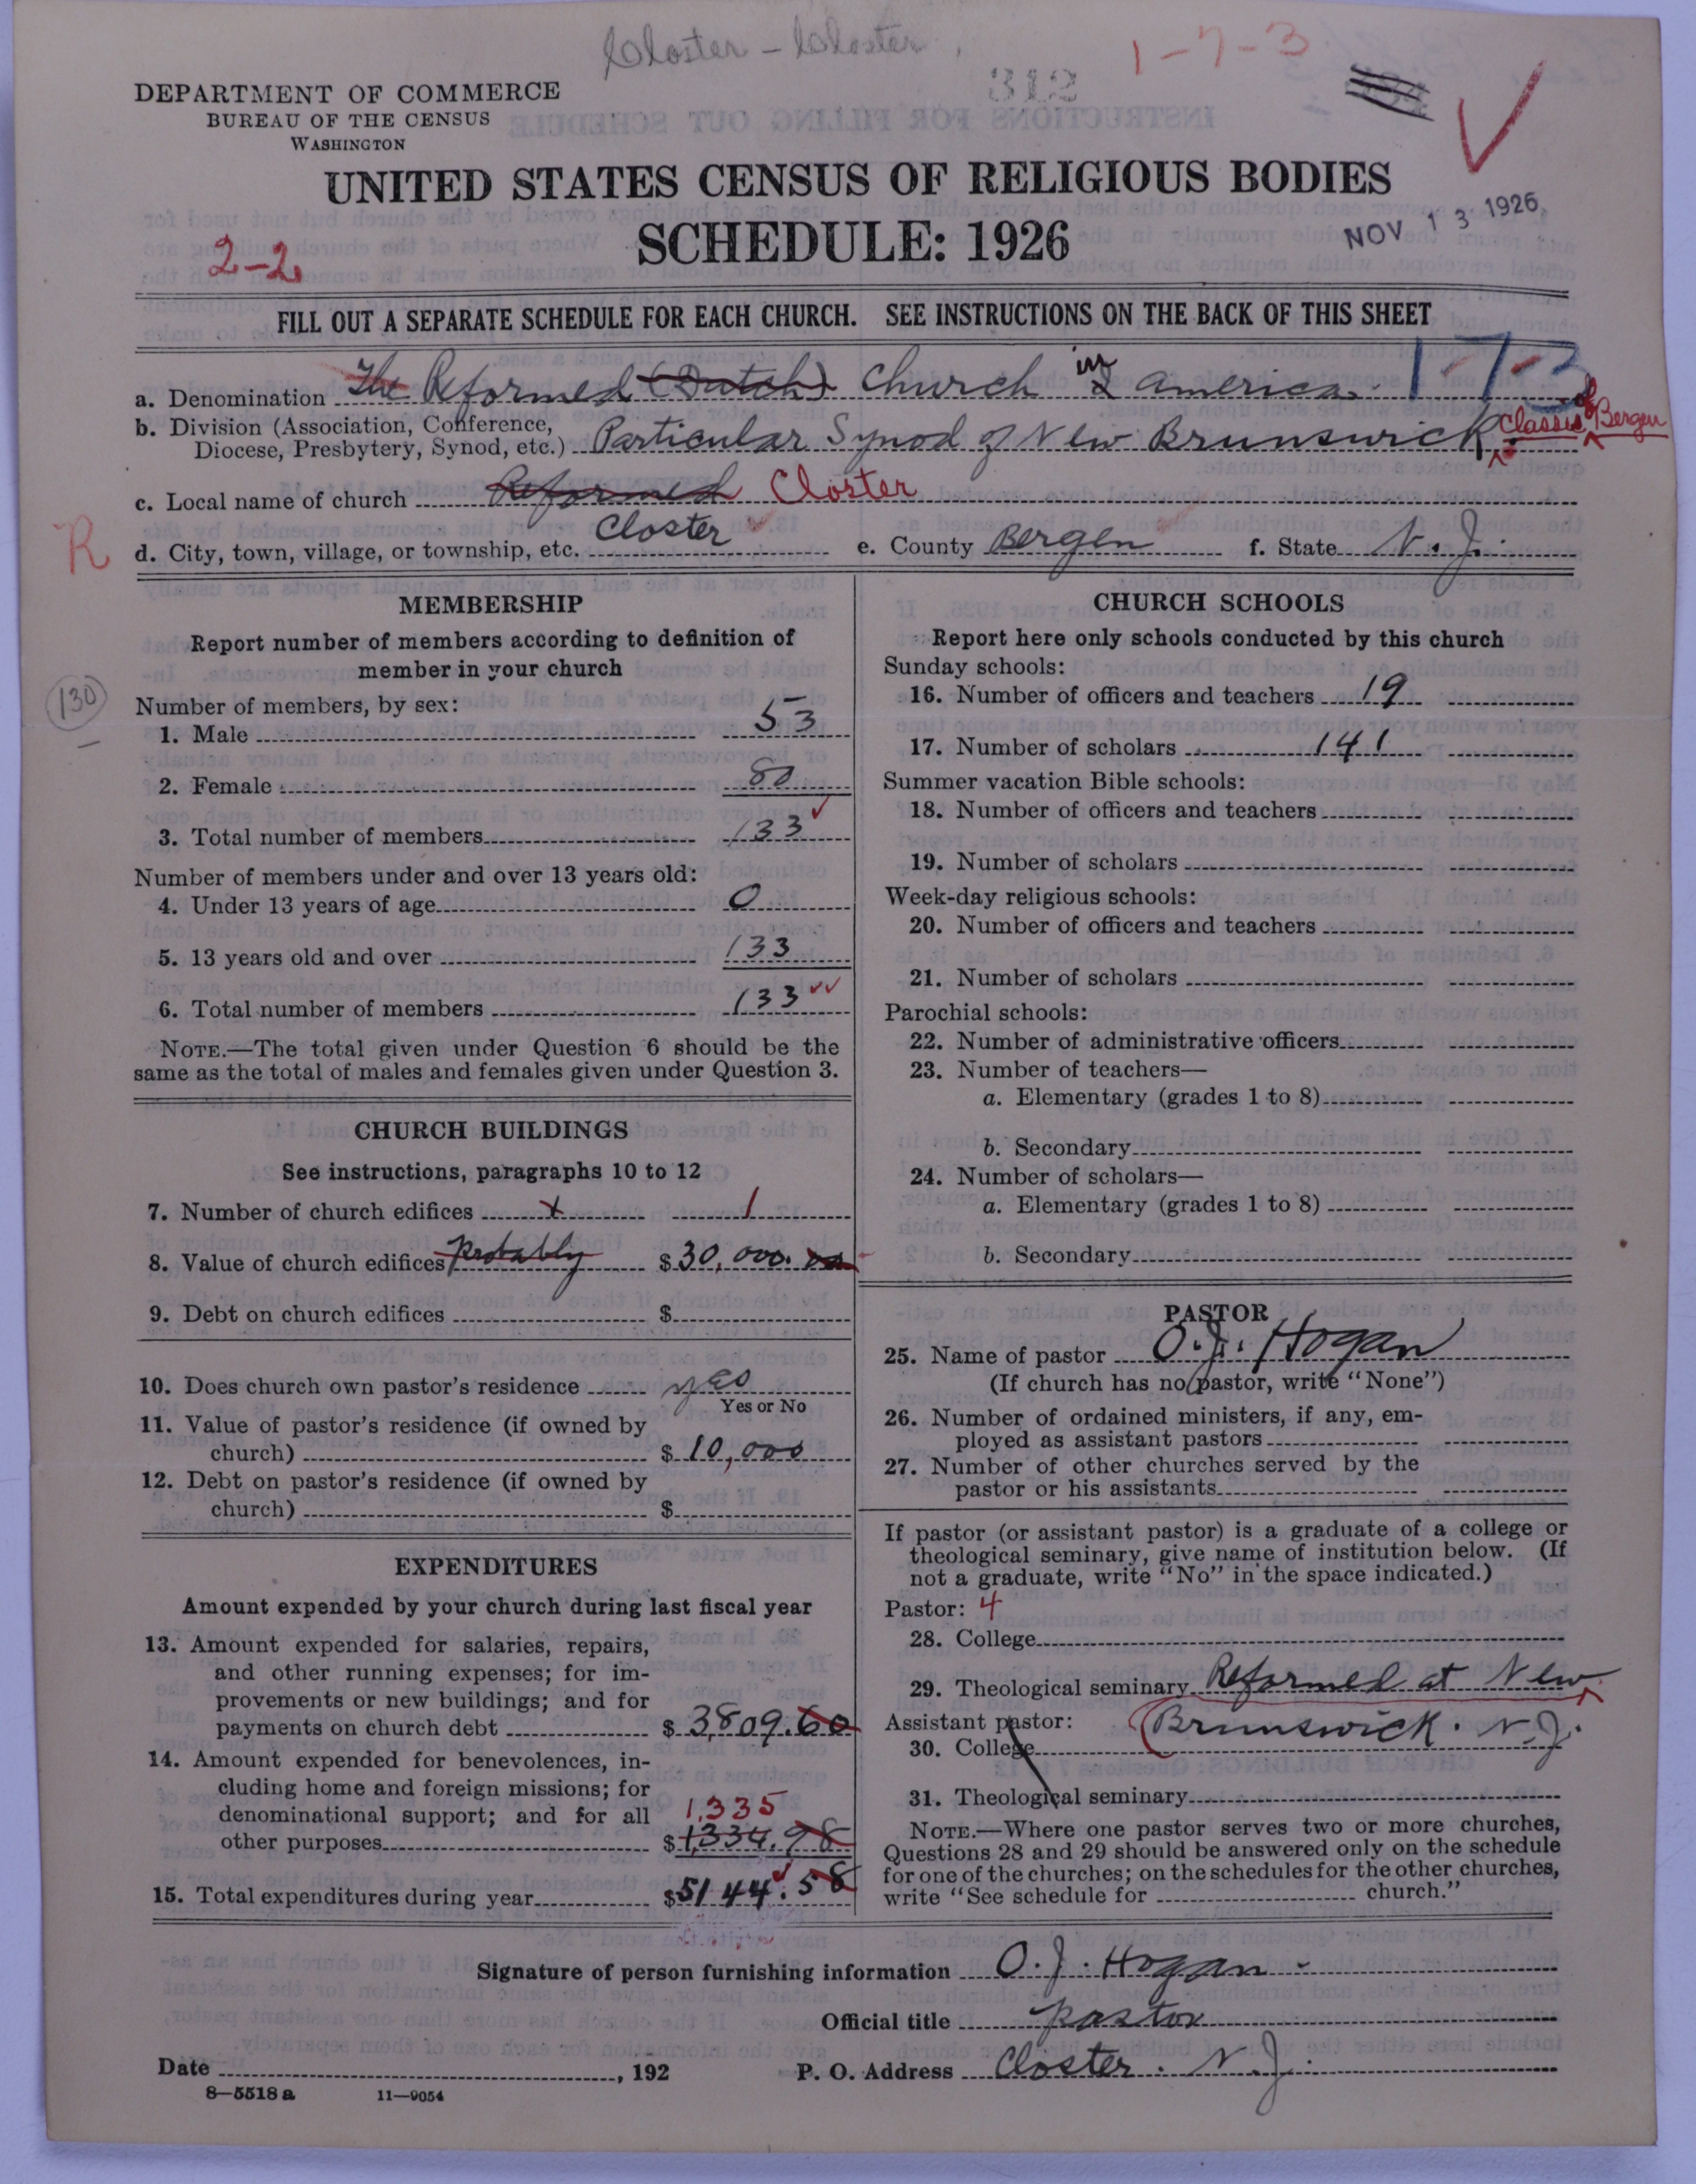 Closter - Closter
1-7-3
312
DEPARTMENT OF COMMERCE
BUREAU OF THE CENSUS
WASHINGTON
UNITED STATES CENSUS OF RELIGIOUS BODIES
SCHEDULE: 1926
NOV 13 1926
2-2
FILL OUT A SEPARATE SCHEDULE FOR EACH CHURCH. SEE INSTRUCTIONS ON THE BACK OF THIS SHEET
a. Denomination The Reformed (Dutch) Church in America. 1-7-3
b. Division (Association, Conference,
Diocese, Presbytery, Synod, etc.) Particular Synod of New Brunswick Classis of Bergen
c. Local name of church Reformed Closter
R
d. City, town, village, or township, etc. Closter e. County Bergen f. State N. J.
MEMBERSHIP
Report number of members according to definition of
member in your church
130
Number of members, by sex:
1. Male 53
2. Female 80
3. Total number of members 133
Number of members under and over 13 years old:
4. Under 13 years of age 0
5. 13 years old and over 133
6. Total number of members 133
NOTE.—The total given under Question 6 should be the
same as the total of males and females given under Question 3.
CHURCH BUILDINGS
See instructions, paragraphs 10 to 12
7. Number of church edifices 1
8. Value of church edifices Probably $30,000.
9. Debt on church edifices $
10. Does church own pastor's residence yes
Yes or No
11. Value of pastor's residence (if owned by
church) $10,000
12. Debt on pastor's residence (if owned by
church) $
EXPENDITURES
Amount expended by your church during last fiscal year
13. Amount expended for salaries, repairs,
and other running expenses; for im-
provements or new buildings; and for
payments on church debt $3,809.60
14. Amount expended for benevolences, in-
cluding home and foreign missions; for
denominational support; and for all 1,335
other purposes $1,334.98
15. Total expenditures during year $5144.58
CHURCH SCHOOLS
Report here only schools conducted by this church
Sunday schools:
16. Number of officers and teachers 19
17. Number of scholars 141
Summer vacation Bible schools:
18. Number of officers and teachers
19. Number of scholars
Week-day religious schools:
20. Number of officers and teachers
21. Number of scholars
Parochial schools:
22. Number of administrative officers
23. Number of teachers—
a. Elementary (grades 1 to 8)
b. Secondary
24. Number of scholars—
a. Elementary (grades 1 to 8)
b. Secondary
PASTOR
25. Name of pastor O. J. Hogan
(If church has no pastor, write "None")
26. Number of ordained ministers, if any, em-
ployed as assistant pastors
27. Number of other churches served by the
pastor or his assistants
If pastor (or assistant pastor) is a graduate of a college or
theological seminary, give name of institution below. (If
not a graduate, write "No" in the space indicated.)
Pastor: 4
28. College
29. Theological seminary Reformed at New
Assistant pastor: Brunswick. N.J.
30. College
31. Theological seminary
NOTE.—Where one pastor serves two or more churches,
Questions 28 and 29 should be answered only on the schedule
for one of the churches; on the schedules for the other churches,
write "See schedule for church."
Signature of person furnishing information O. J. Hogan
Official title Pastor
Date , 192 P. O. Address Closter. N. J.
8—5518a 11—9054